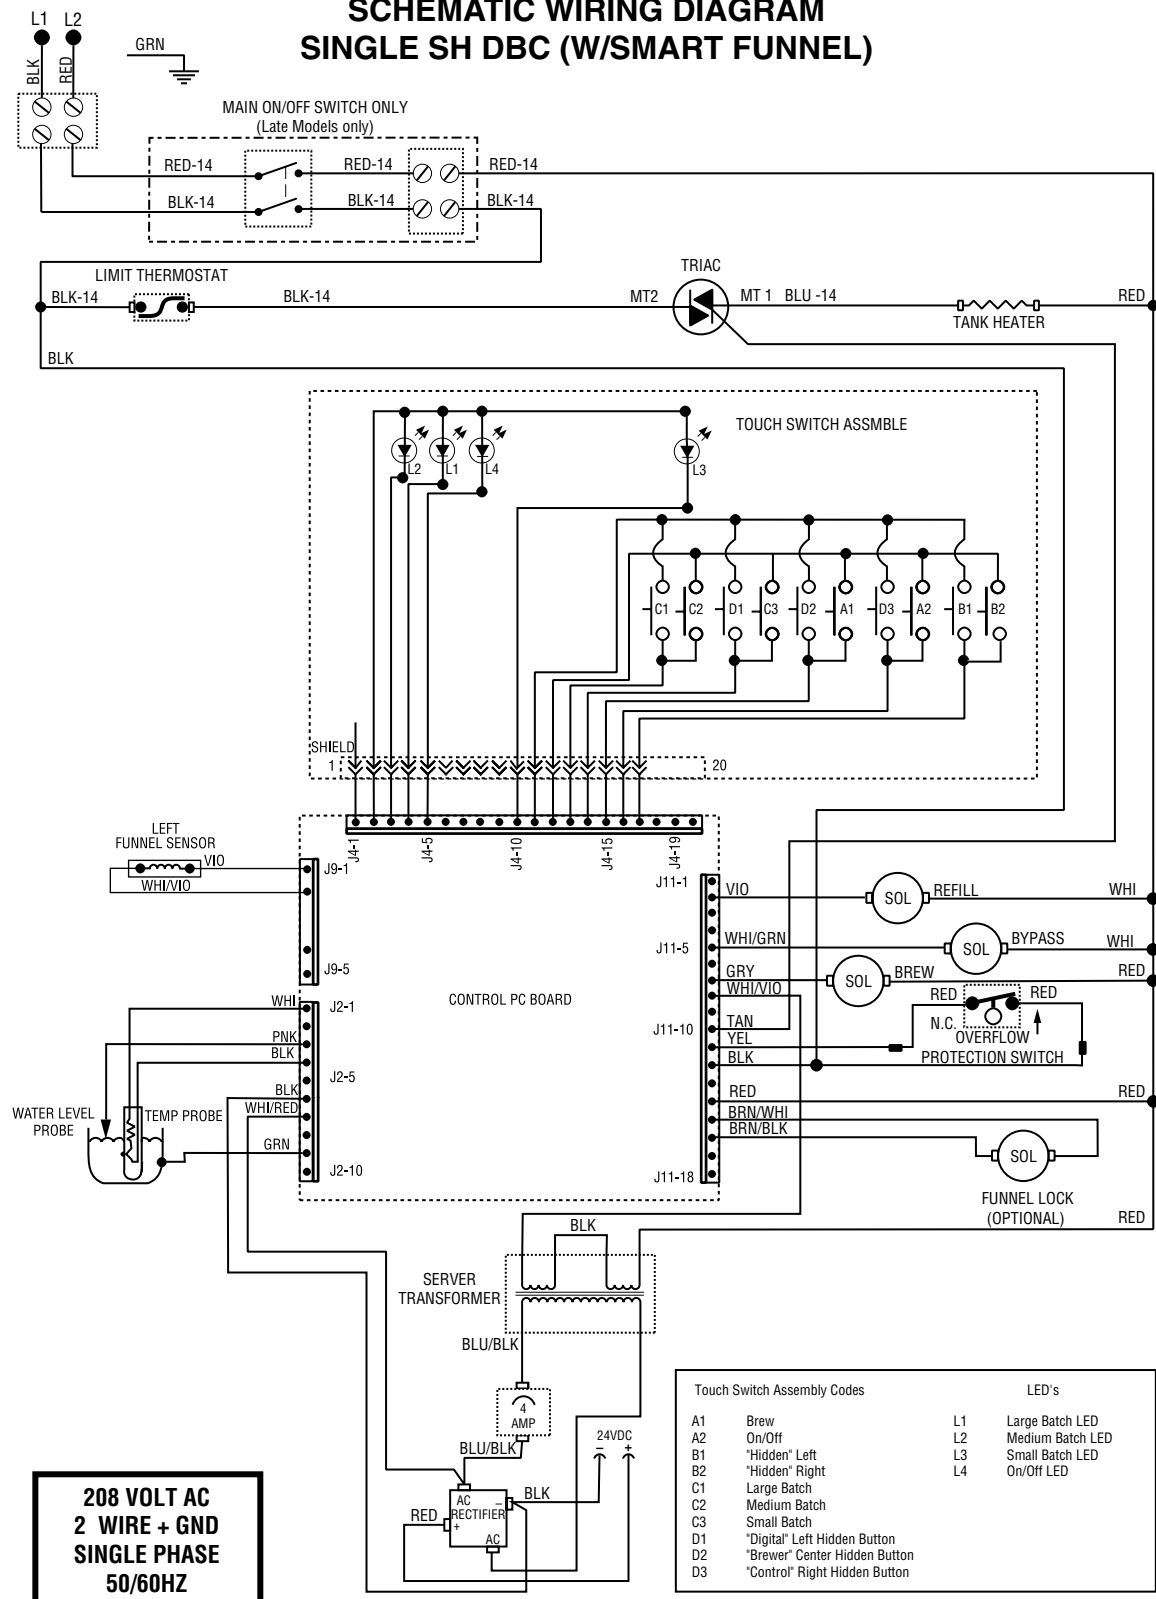 SCHEMATIC WIRING DIAGRAM
SINGLE SH DBC (W/SMART FUNNEL)
L1 L2
GRN
BLK
RED
MAIN ON/OFF SWITCH ONLY
(Late Models only)
RED-14 RED-14 RED-14
BLK-14 BLK-14 BLK-14
LIMIT THERMOSTAT
TRIAC
BLK-14 BLK-14 MT2 MT 1 BLU -14 RED
TANK HEATER
BLK
TOUCH SWITCH ASSMBLE
L2 L1 L4 L3
C1 C2 D1 C3 D2 A1 D3 A2 B1 B2
SHIELD
1 20
LEFT
FUNNEL SENSOR
VIO
WHI/VIO
J4-1 J4-5 J4-10 J4-15 J4-19
J9-1
J9-5
J11-1
VIO SOL REFILL WHI
J11-5 WHI/GRN SOL BYPASS WHI
GRY SOL BREW RED
WHI/VIO
CONTROL PC BOARD
RED RED
N.C.
OVERFLOW
PROTECTION SWITCH
J11-10 TAN
YEL
BLK
RED RED
BRN/WHI
BRN/BLK
SOL
J11-18
FUNNEL LOCK
(OPTIONAL)
RED
WHI J2-1
PNK
BLK
J2-5
BLK
WHI/RED
WATER LEVEL
PROBE
TEMP PROBE
GRN
J2-10
BLK
SERVER
TRANSFORMER
BLU/BLK
4
AMP
BLU/BLK
24VDC
– +
BLK
RED
AC –
RECTIFIER
+
AC
208 VOLT AC
2 WIRE + GND
SINGLE PHASE
50/60HZ
Touch Switch Assembly Codes LED's
A1 Brew L1 Large Batch LED
A2 On/Off L2 Medium Batch LED
B1 "Hidden" Left L3 Small Batch LED
B2 "Hidden" Right L4 On/Off LED
C1 Large Batch
C2 Medium Batch
C3 Small Batch
D1 "Digital" Left Hidden Button
D2 "Brewer" Center Hidden Button
D3 "Control" Right Hidden Button